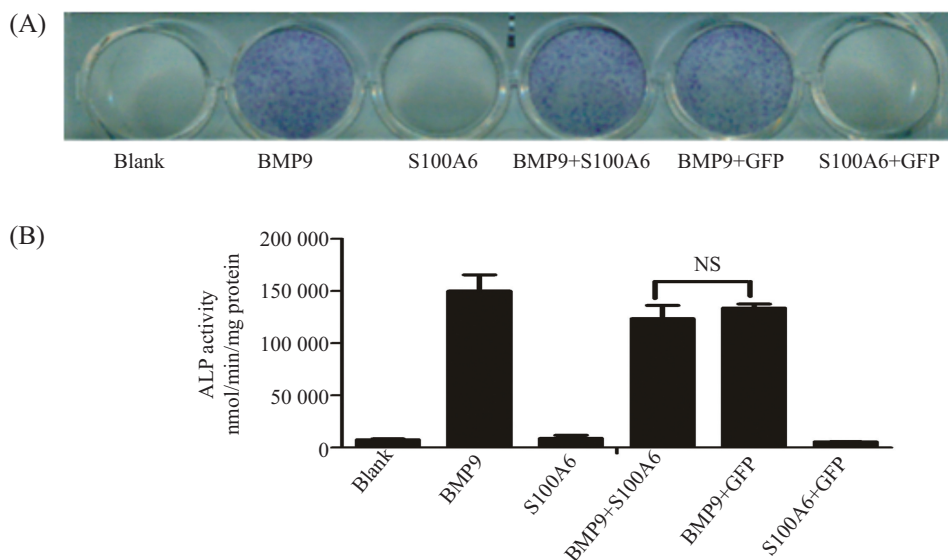 (A)
Blank BMP9 S100A6 BMP9+S100A6 BMP9+GFP S100A6+GFP
(B)
ALP activity
nmol/min/mg protein
200 000
150 000
100 000
50 000
0
NS
Blank
BMP9
S100A6
BMP9+S100A6
BMP9+GFP
S100A6+GFP